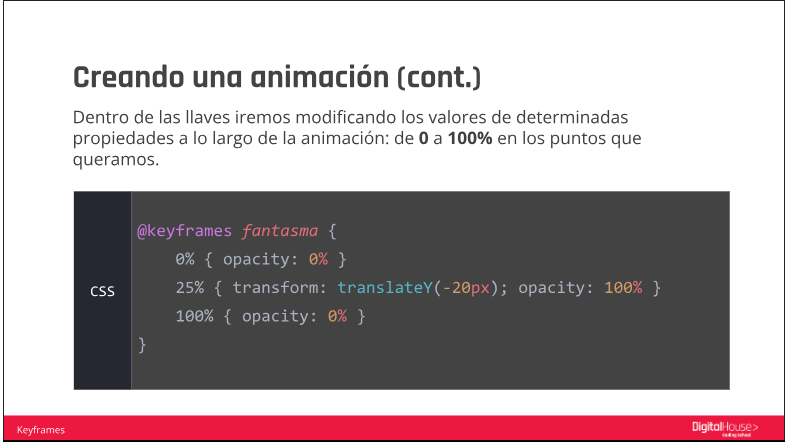 Creando una animación (cont.)
Dentro de las llaves iremos modificando los valores de determinadas
propiedades a lo largo de la animación: de 0 a 100% en los puntos que
queramos.
CSS
@keyframes fantasma {
0% { opacity: 0% }
25% { transform: translateY(-20px); opacity: 100% }
100% { opacity: 0% }
}
Keyframes
DigitalHouse>
Coding School